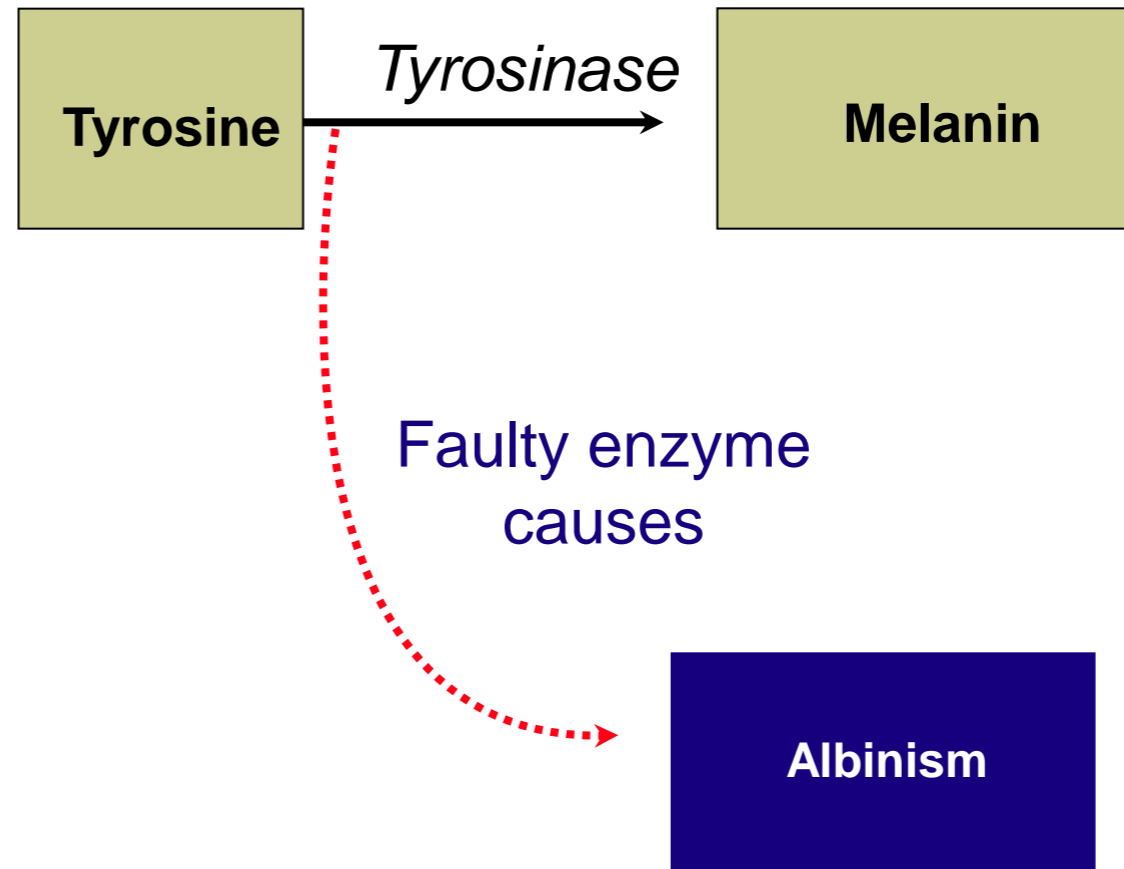 Tyrosinase
Tyrosine
Melanin
Faulty enzyme
causes
Albinism